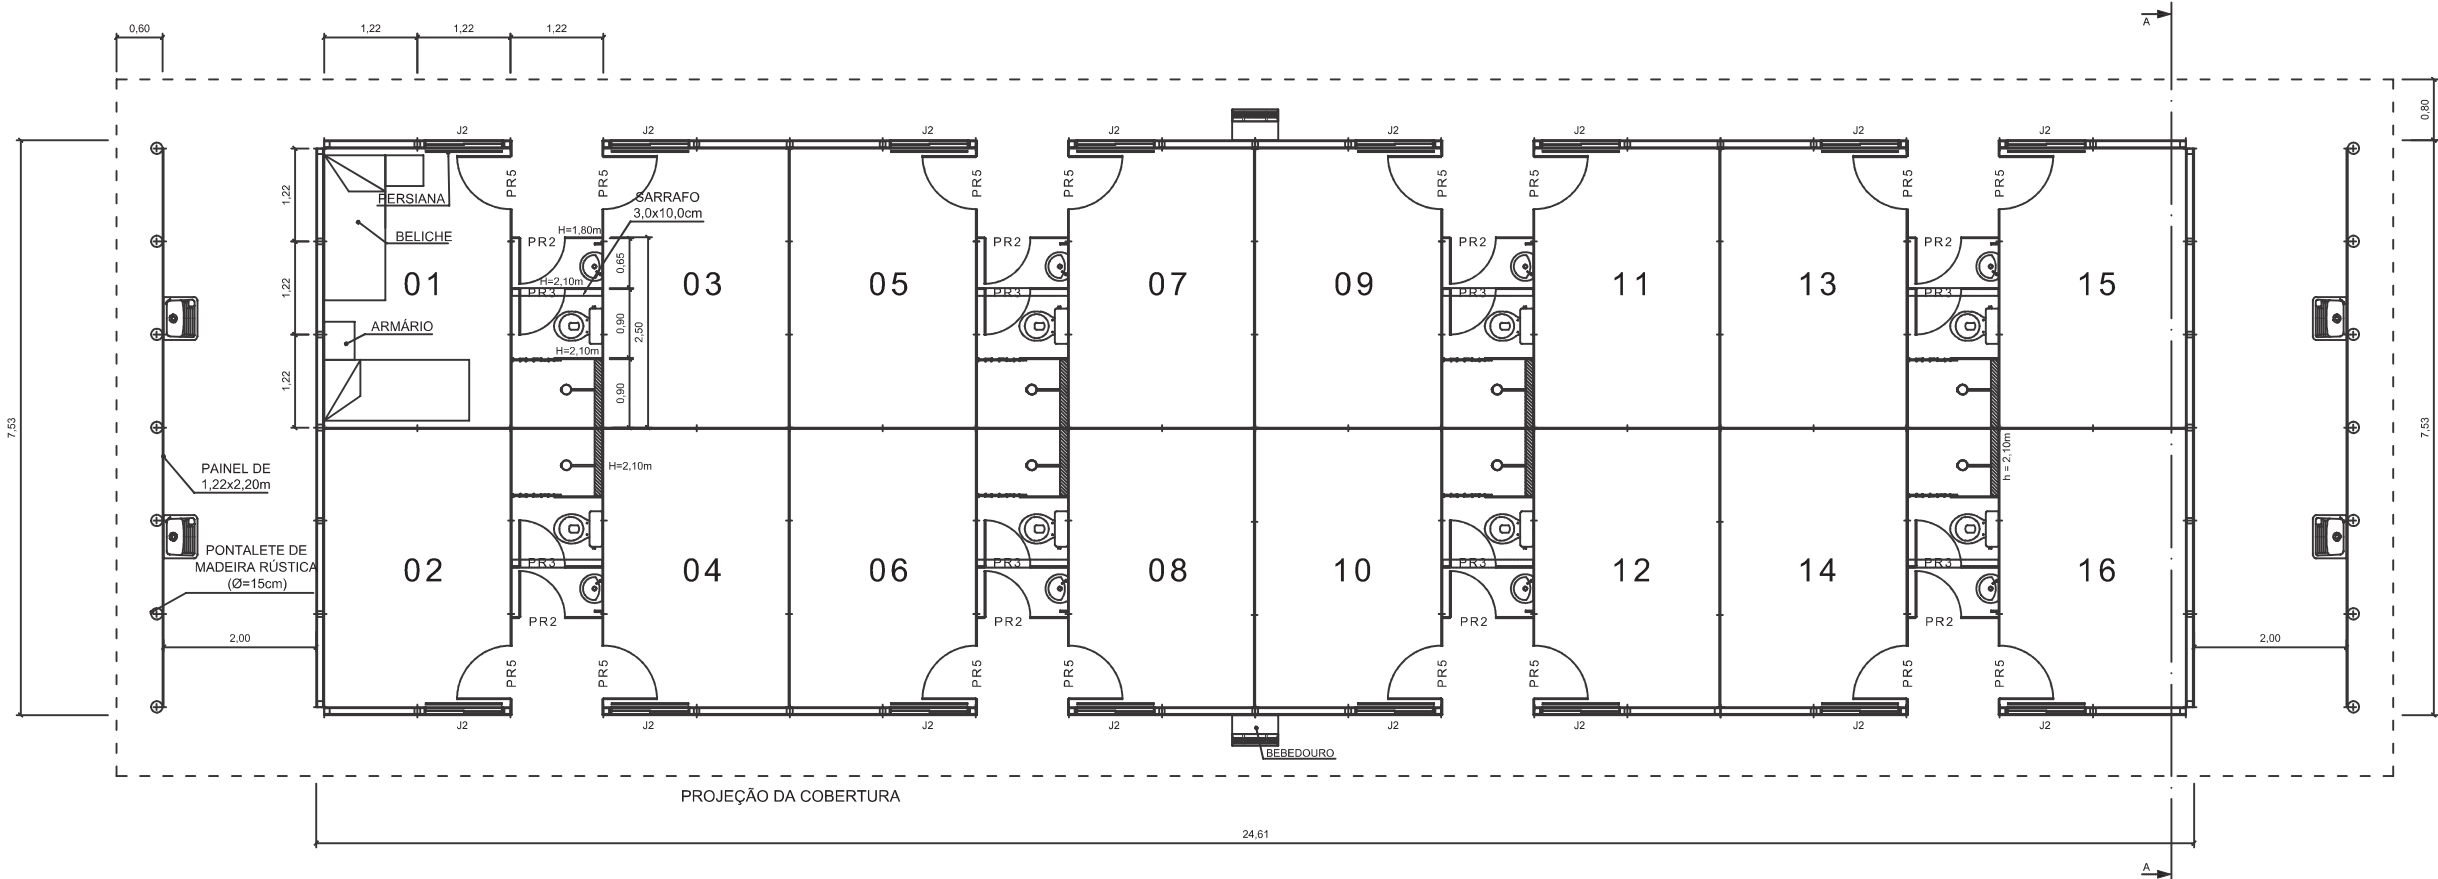 A
0,60
1,22
1,22
1,22
0,80
J2
J2
J2
J2
J2
J2
J2
J2
PR5
PR5
PR5
PR5
PR5
PR5
PR5
PR5
1,22
PERSIANA
SARRAFO
3,0x10,0cm
BELICHE
H=1,80m
PR2
PR2
PR2
PR2
0,65
01
03
05
07
09
11
13
15
H=2,10m
PR3
PR3
PR3
PR3
1,22
ARMÁRIO
0,90
2,50
H=2,10m
1,22
0,90
7,53
7,53
PAINEL DE
1,22x2,20m
H=2,10m
h = 2,10m
PONTALETE DE
MADEIRA RÚSTICA
(Ø=15cm)
02
04
06
08
10
12
14
16
PR3
PR3
PR3
PR3
PR2
PR2
PR2
PR2
2,00
2,00
PR5
PR5
PR5
PR5
PR5
PR5
PR5
PR5
J2
J2
J2
J2
J2
J2
J2
J2
BEBEDOURO
PROJEÇÃO DA COBERTURA
24,61
A